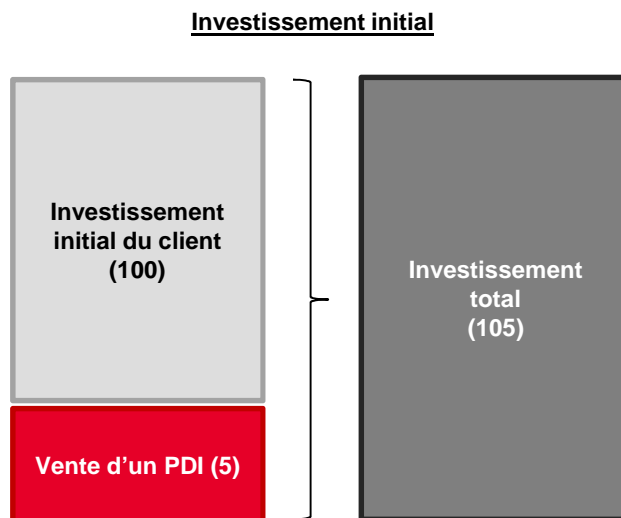 Investissement initial
Investissement
initial du client
(100)
Vente d’un PDI (5)
Investissement
total
(105)